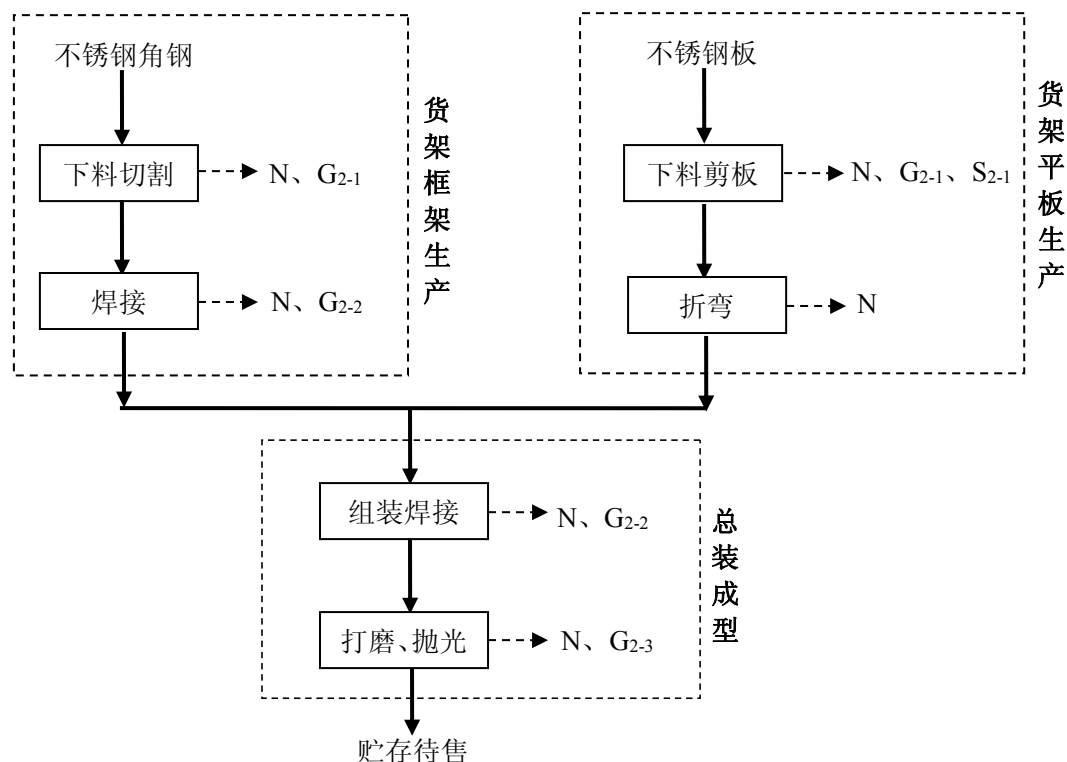 不锈钢角钢
下料切割
N、G2-1
焊接
N、G2-2
货架框架生产
不锈钢板
下料剪板
N、G2-1、S2-1
折弯
N
货架平板生产
组装焊接
N、G2-2
打磨、抛光
N、G2-3
总装成型
贮存待售